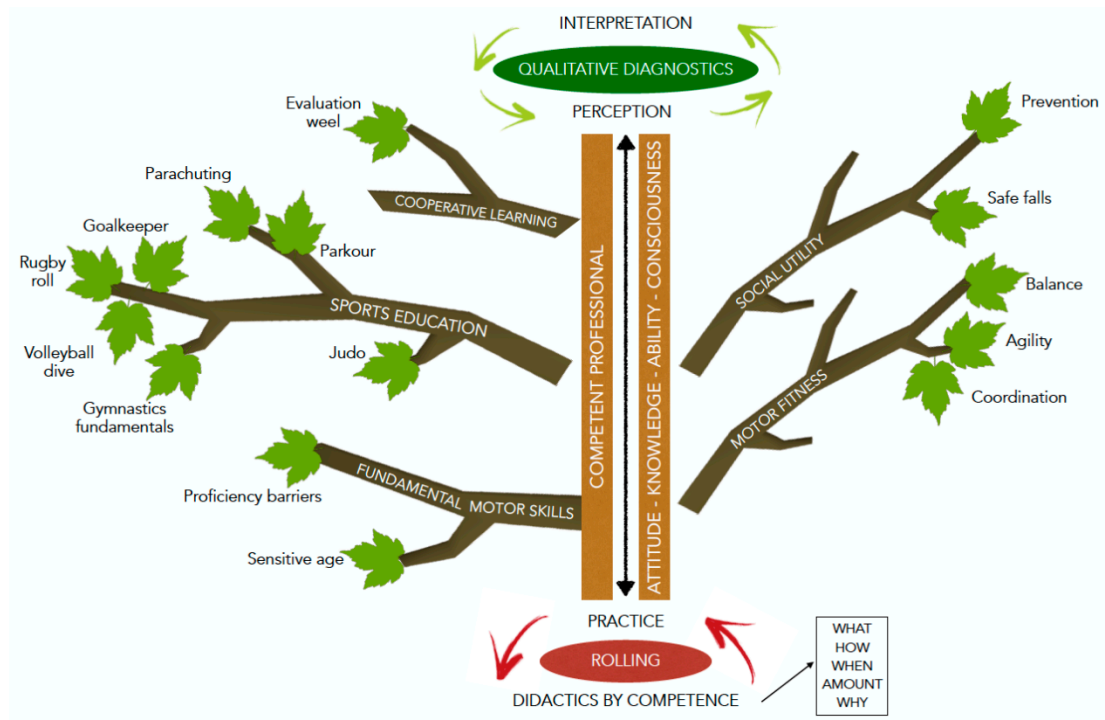 INTERPRETATION
QUALITATIVE DIAGNOSTICS
PERCEPTION
Evaluation
weel
COOPERATIVE LEARNING
Parachuting
Goalkeeper
Parkour
Rugby
roll
SPORTS EDUCATION
Volleyball
dive
Judo
Gymnastics
fundamentals
Proficiency barriers
FUNDAMENTAL MOTOR SKILLS
Sensitive age
COMPETENT PROFESSIONAL
ATTITUDE - KNOWLEDGE - ABILITY - CONSCIOUSNESS
Prevention
Safe falls
SOCIAL UTILITY
Balance
Agility
Coordination
MOTOR FITNESS
PRACTICE
ROLLING
DIDACTICS BY COMPETENCE
WHAT
HOW
WHEN
AMOUNT
WHY